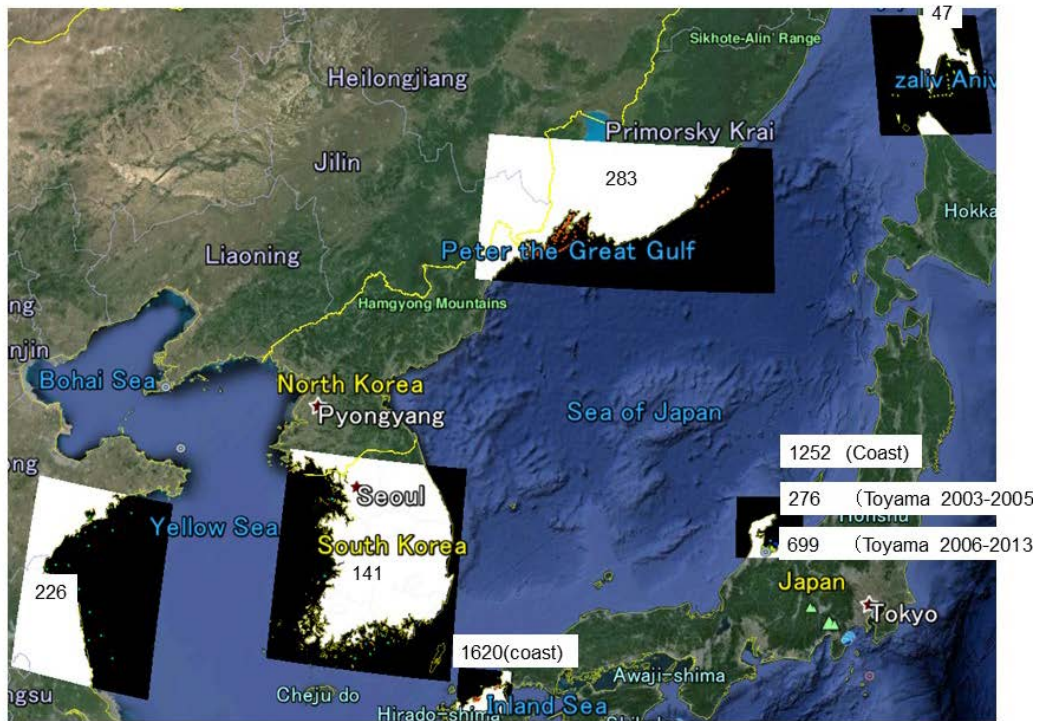 47
Sikhote-Alin' Range
zaliv Aniv
Heilongjiang
Primorsky Krai
Jilin
283
Hokka
Liaoning
Peter the Great Gulf
ng
Hamgyong Mountains
njin
Bohai Sea
North Korea
Pyongyang
Sea of Japan
1252 (Coast)
ong
Seoul
276 (Toyama 2003-2005
Honshu
Yellow Sea
South Korea
699 (Toyama 2006-2013
141
226
Japan
Tokyo
1620(coast)
Awaji-shima
ngsu
Cheju do
Inland Sea
Hirado-shima